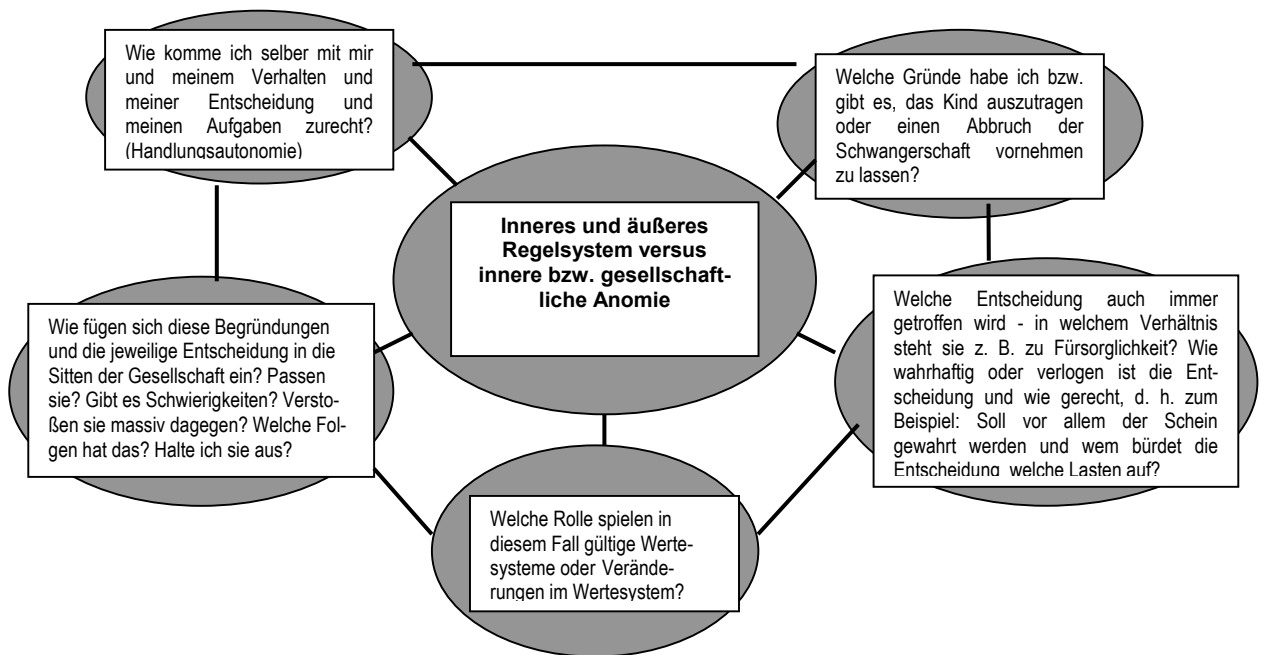 Wie komme ich selber mit mir
und meinem Verhalten und
meiner Entscheidung und
meinen Aufgaben zurecht?
(Handlungsautonomie)
Welche Gründe habe ich bzw.
gibt es, das Kind auszutragen
oder einen Abbruch der
Schwangerschaft vornehmen
zu lassen?
Inneres und äußeres
Regelsystem versus
innere bzw. gesellschaft-
liche Anomie
Wie fügen sich diese Begründungen
und die jeweilige Entscheidung in die
Sitten der Gesellschaft ein? Passen
sie? Gibt es Schwierigkeiten? Versto-
ßen sie massiv dagegen? Welche Fol-
gen hat das? Halte ich sie aus?
Welche Entscheidung auch immer
getroffen wird - in welchem Verhältnis
steht sie z. B. zu Fürsorglichkeit? Wie
wahrhaftig oder verlogen ist die Ent-
scheidung und wie gerecht, d. h. zum
Beispiel: Soll vor allem der Schein
gewahrt werden und wem bürdet die
Entscheidung welche Lasten auf?
Welche Rolle spielen in
diesem Fall gültige Werte-
systeme oder Verände-
rungen im Wertesystem?